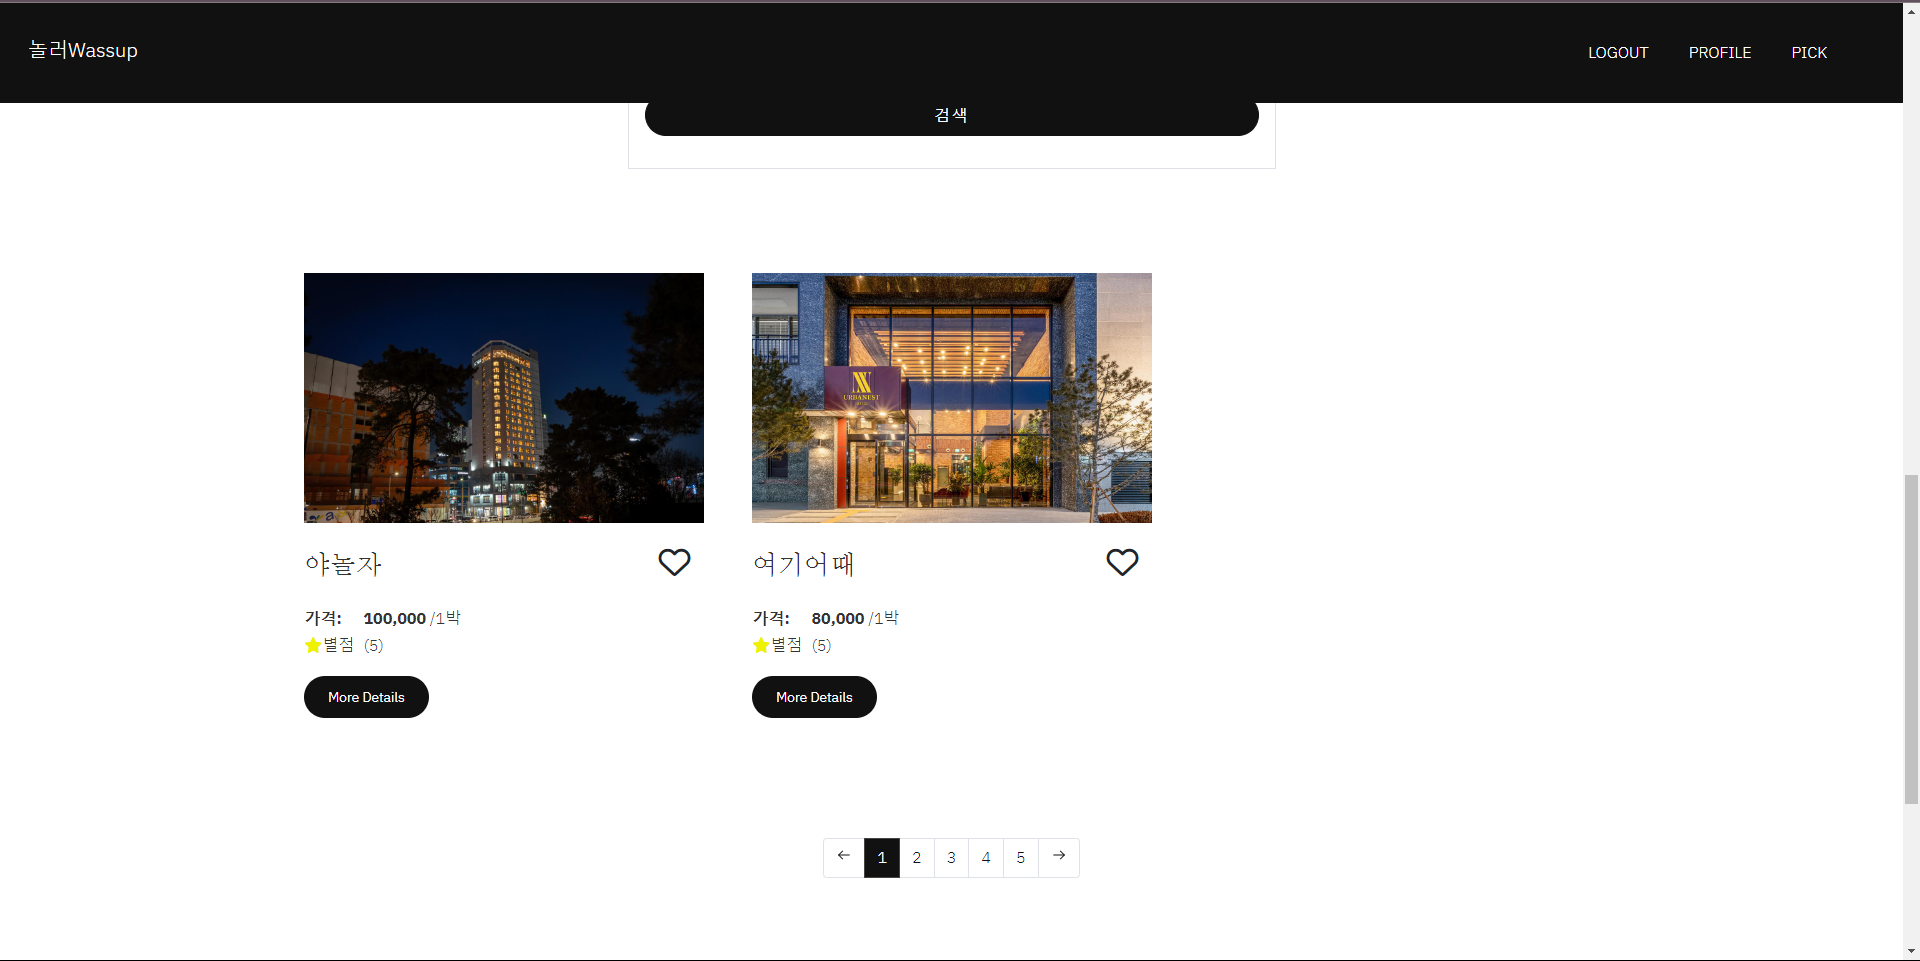 놀러Wassup
LOGOUT PROFILE PICK
검색
URBANEST
야놀자
가격: 100,000 /1박
별점 (5)
More Details
여기어때
가격: 80,000 /1박
별점 (5)
More Details
← 1 2 3 4 5 →